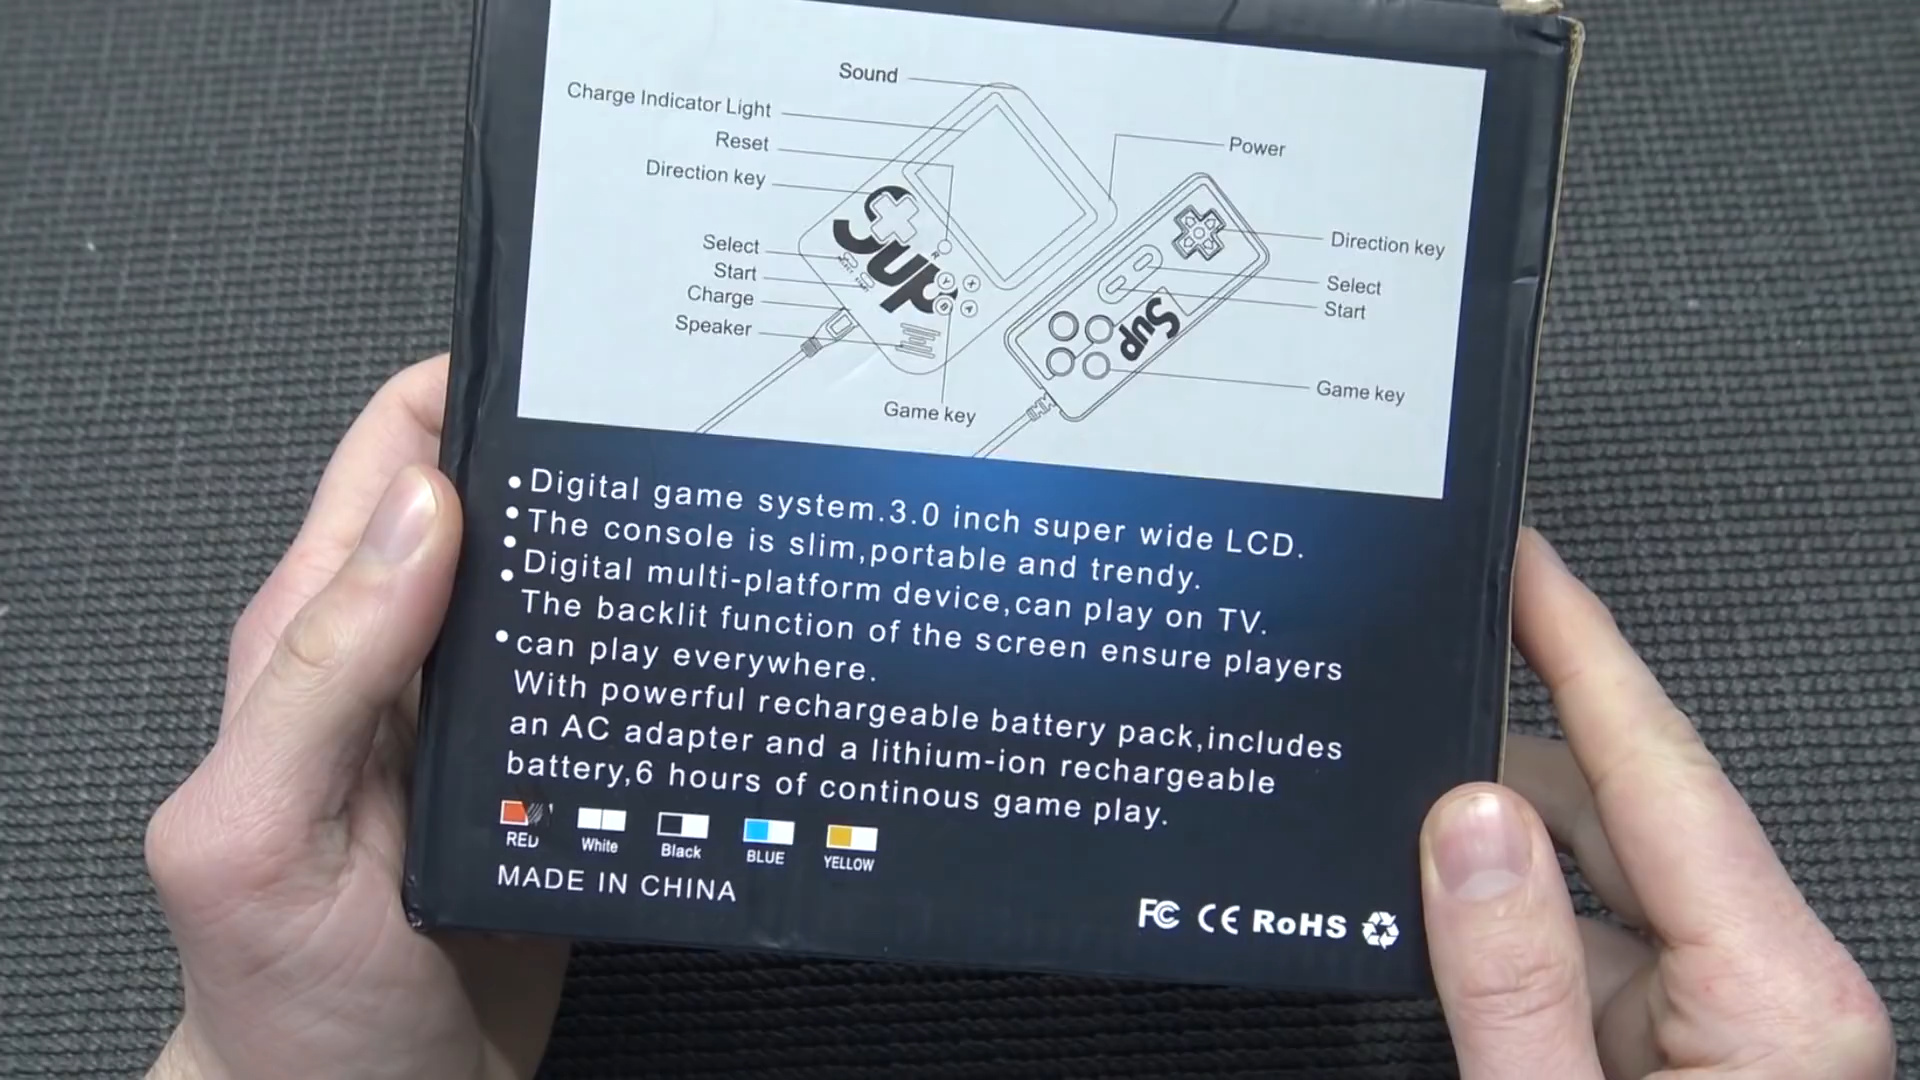 Sound
Charge Indicator Light
Reset
Power
Direction key
Direction key
Select
Select
Start
Start
Charge
Speaker
Sup
Sup
Game key
Game key
R
Y
X
B
A
SELECT START
• Digital game system.3.0 inch super wide LCD.
• The console is slim,portable and trendy.
• Digital multi-platform device,can play on TV.
• The backlit function of the screen ensure players
• can play everywhere.
With powerful rechargeable battery pack,includes
an AC adapter and a lithium-ion rechargeable
battery,6 hours of continous game play.
RED White Black BLUE YELLOW
MADE IN CHINA
FC CE RoHS